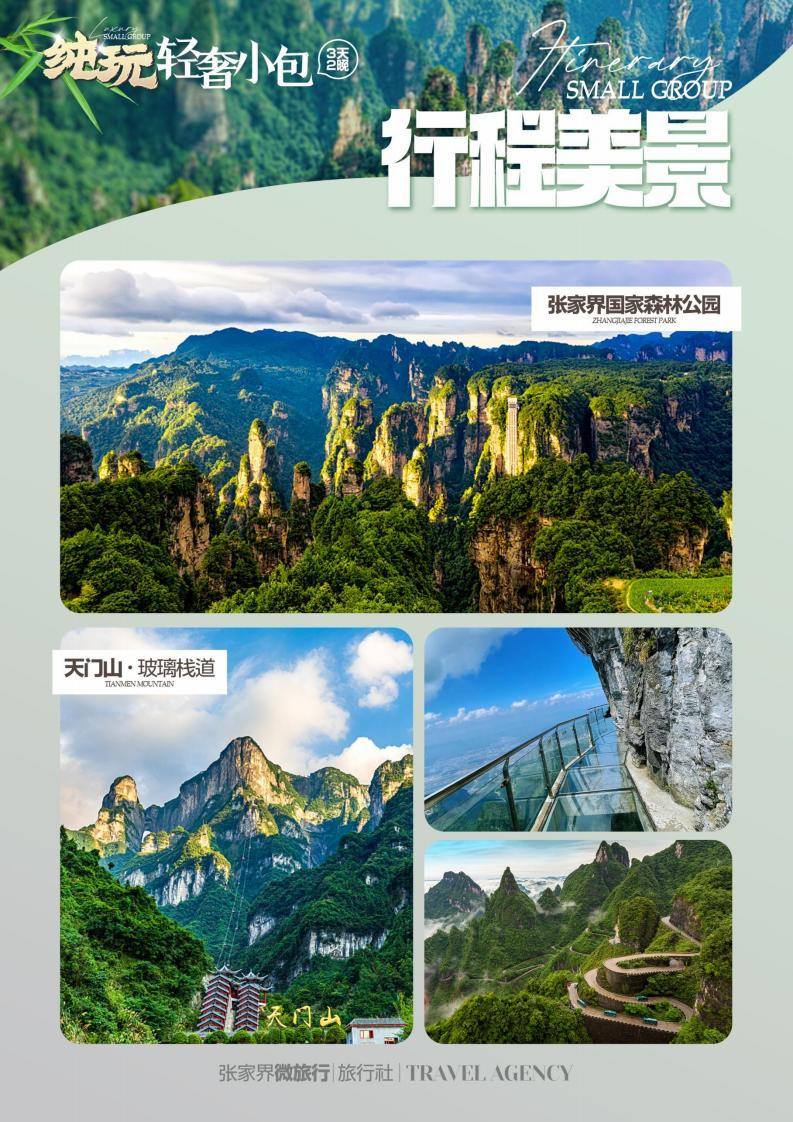 Luxury
SMALL GROUP
纯玩轻奢小包
3天
2晚
Itinerary
SMALL GROUP
行程美景
张家界国家森林公园
ZHANGJIAJIE FOREST PARK
天门山·玻璃栈道
TIANMEN MOUNTAIN
天门山
张家界微旅行|旅行社|TRAVEL AGENCY